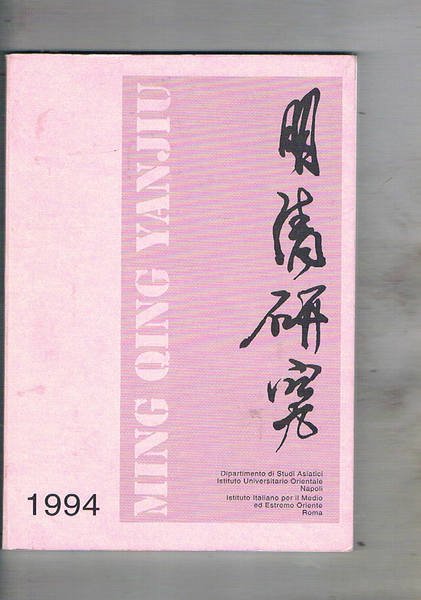 MING QING YANJIU
明清研究
Dipartimento di Studi Asiatici
Istituto Universitario Orientale
Napoli
Istituto Italiano per il Medio
ed Estremo Oriente
Roma
1994